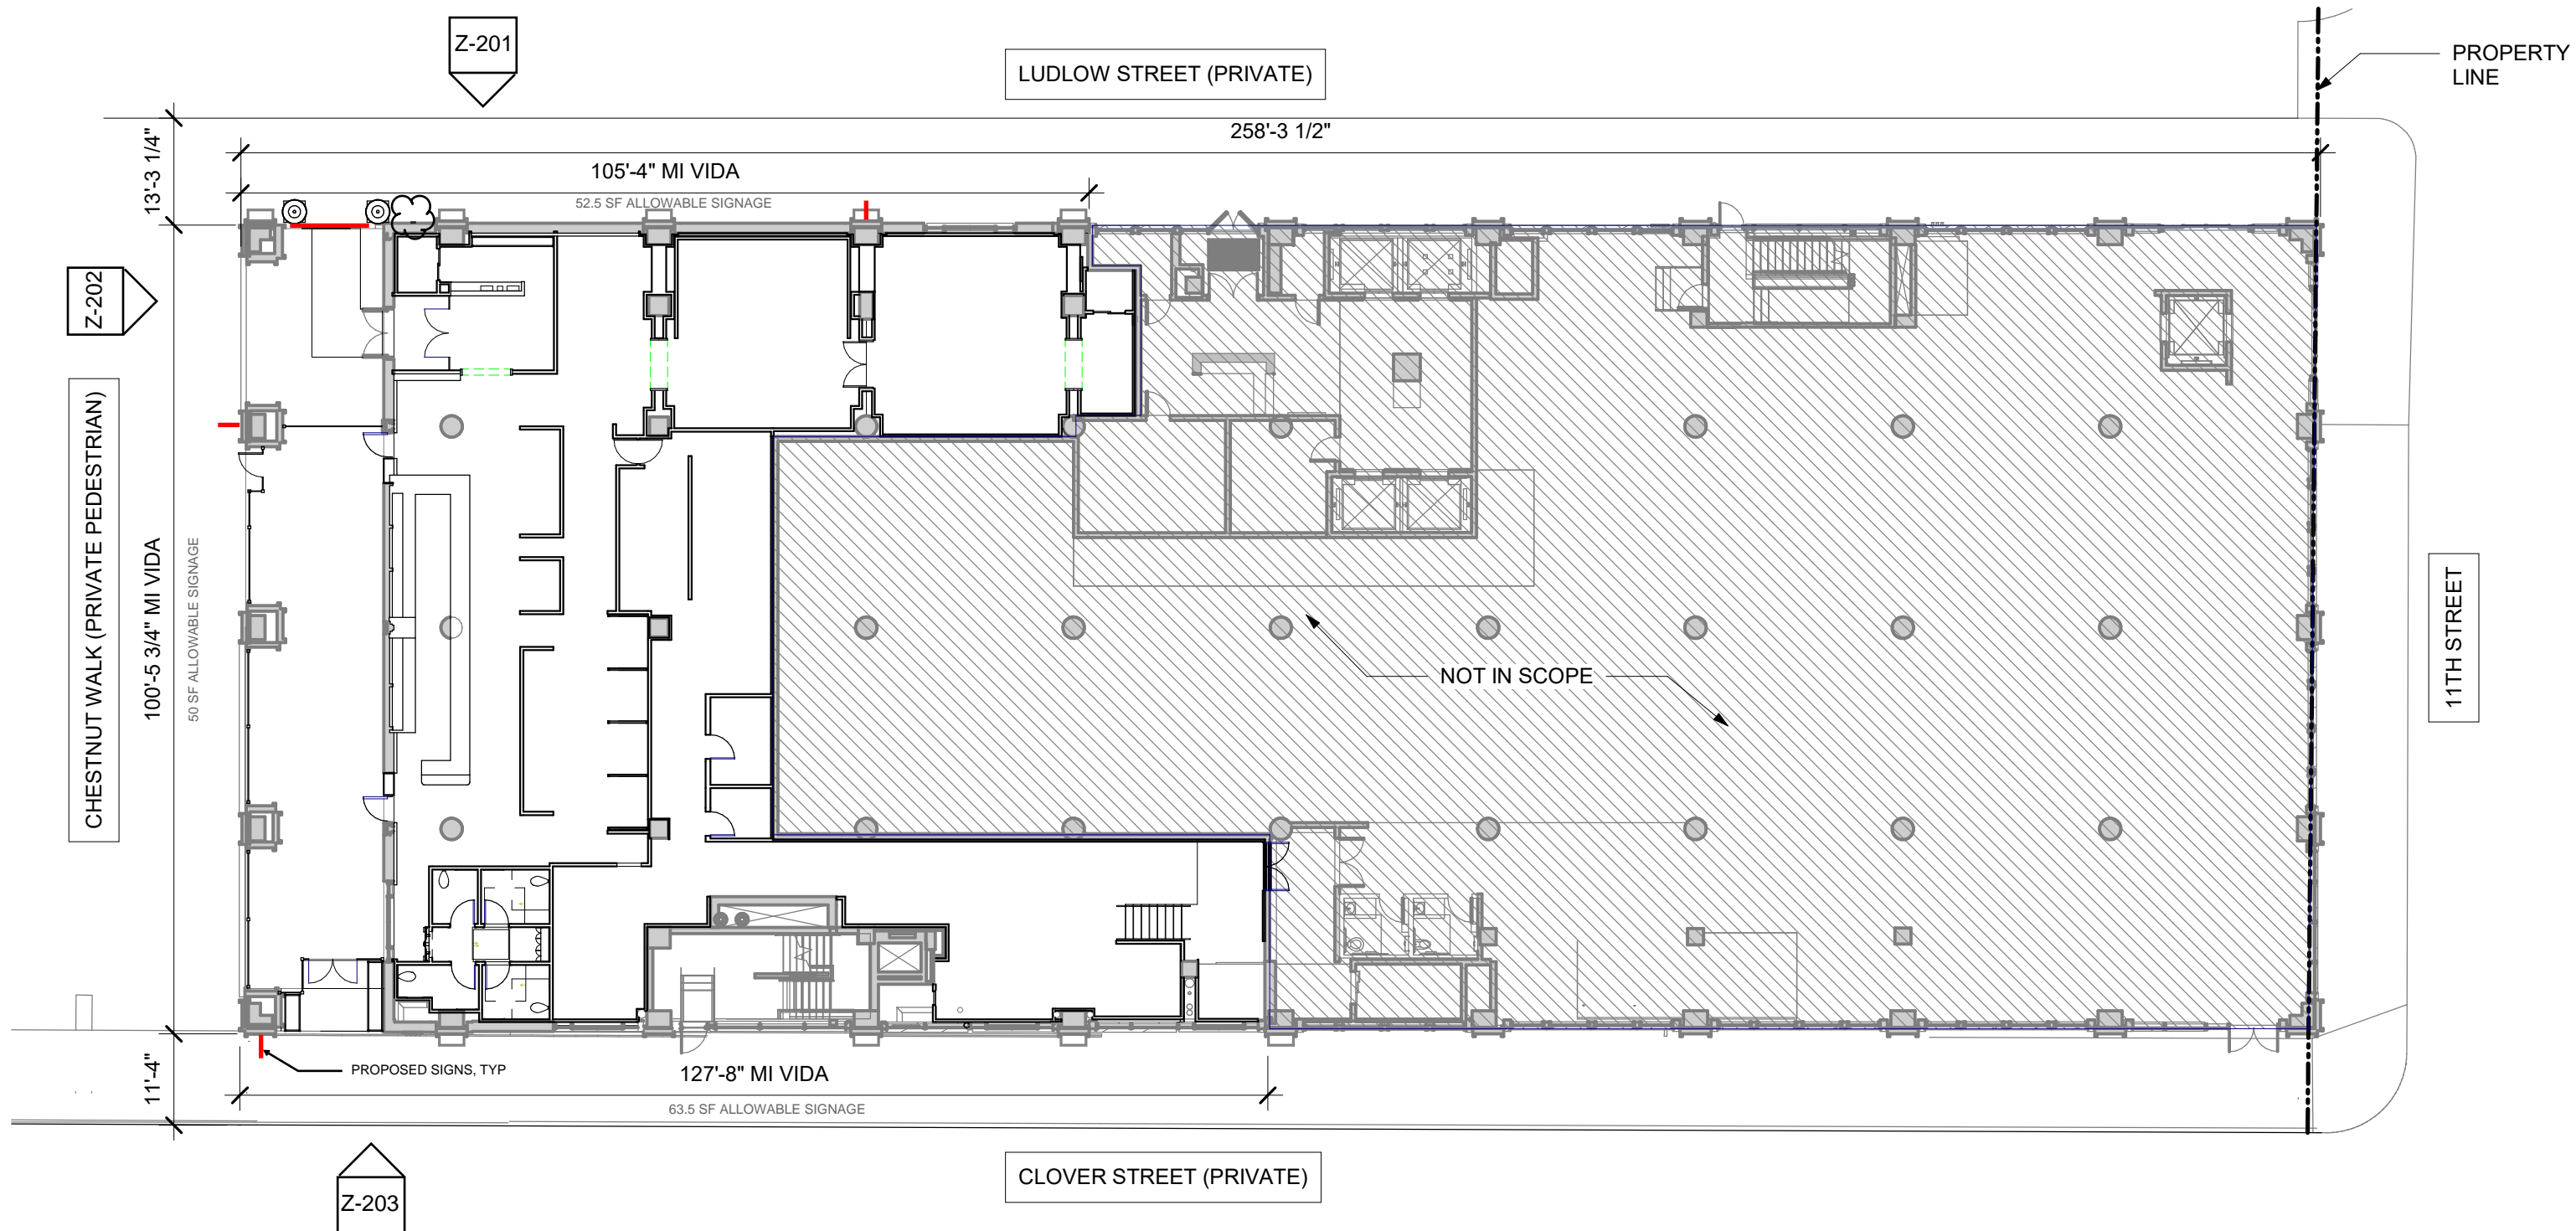 Z-201
LUDLOW STREET (PRIVATE)
PROPERTY
LINE
258'-3 1/2"
13'-3 1/4"
105'-4" MI VIDA
52.5 SF ALLOWABLE SIGNAGE
Z-202
CHESTNUT WALK (PRIVATE PEDESTRIAN)
100'-5 3/4" MI VIDA
50 SF ALLOWABLE SIGNAGE
NOT IN SCOPE
11TH STREET
11'-4"
PROPOSED SIGNS, TYP
127'-8" MI VIDA
63.5 SF ALLOWABLE SIGNAGE
Z-203
CLOVER STREET (PRIVATE)